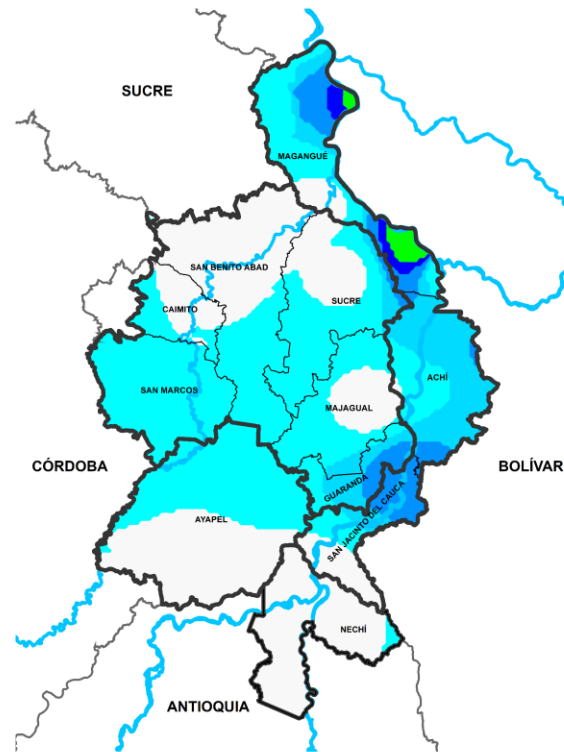 SUCRE
MAGANGUÉ
SAN BENITO ABAD
SUCRE
CAIMITO
ACHÍ
SAN MARCOS
MAJAGUAL
CÓRDOBA
BOLÍVAR
GUARANDA
SAN JACINTO DEL CAUCA
AYAPEL
NECHÍ
ANTIOQUIA